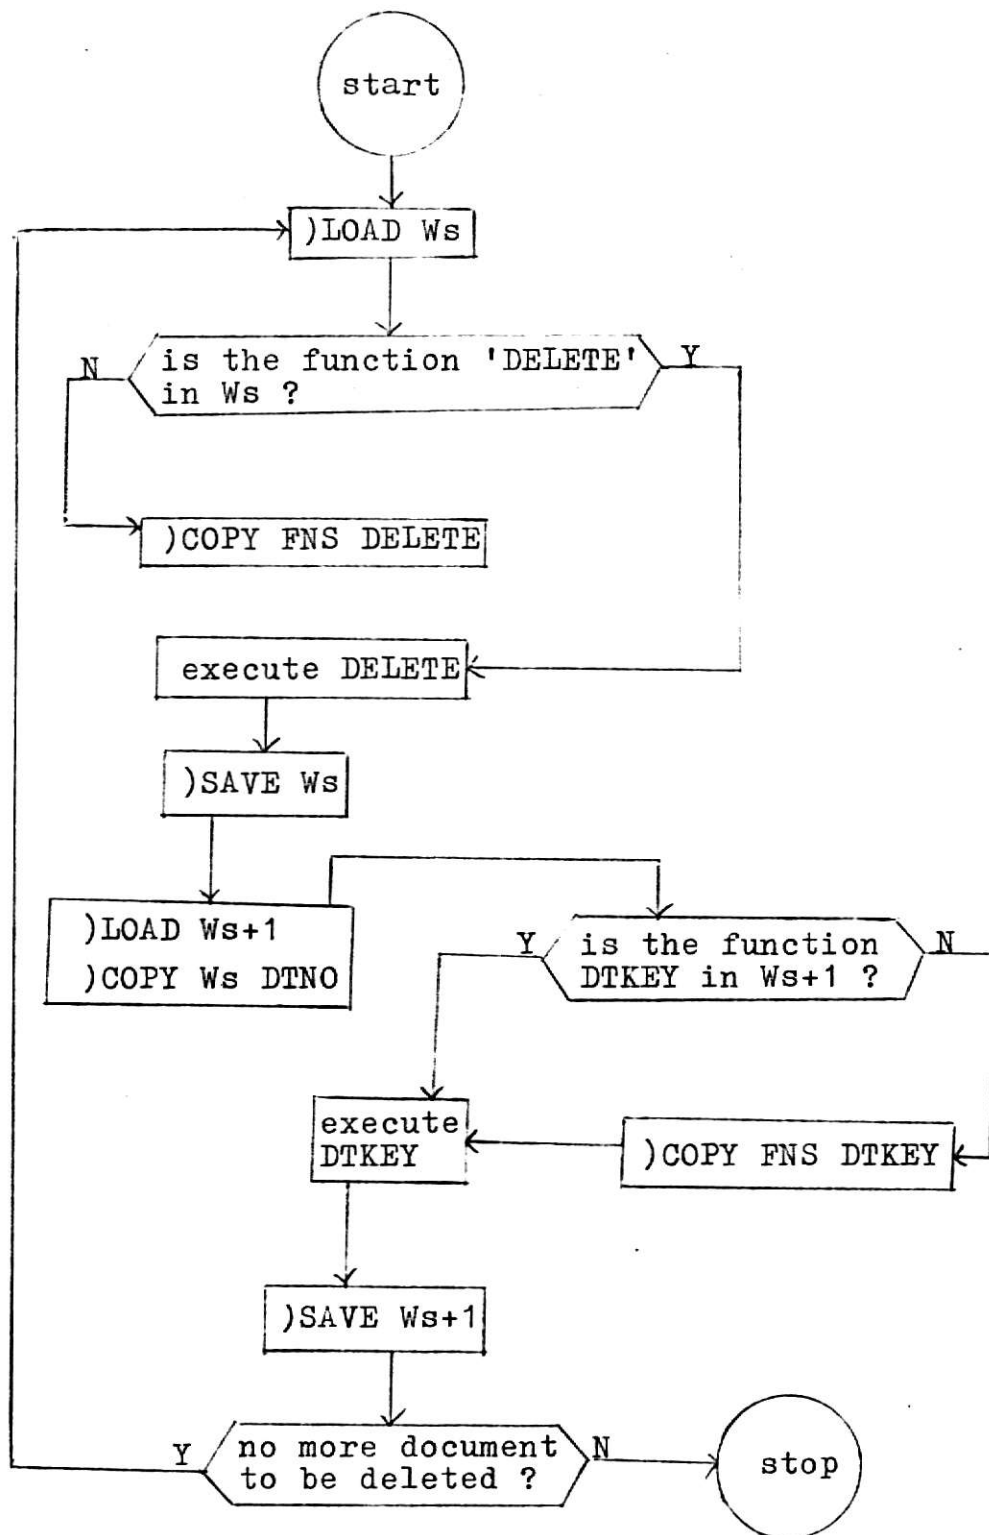 start
)LOAD Ws
N
is the function 'DELETE'
in Ws ?
Y
)COPY FNS DELETE
execute DELETE
)SAVE Ws
)LOAD Ws+1
)COPY Ws DTNO
Y
is the function
DTKEY in Ws+1 ?
N
execute
DTKEY
)COPY FNS DTKEY
)SAVE Ws+1
Y
no more document
to be deleted ?
N
stop